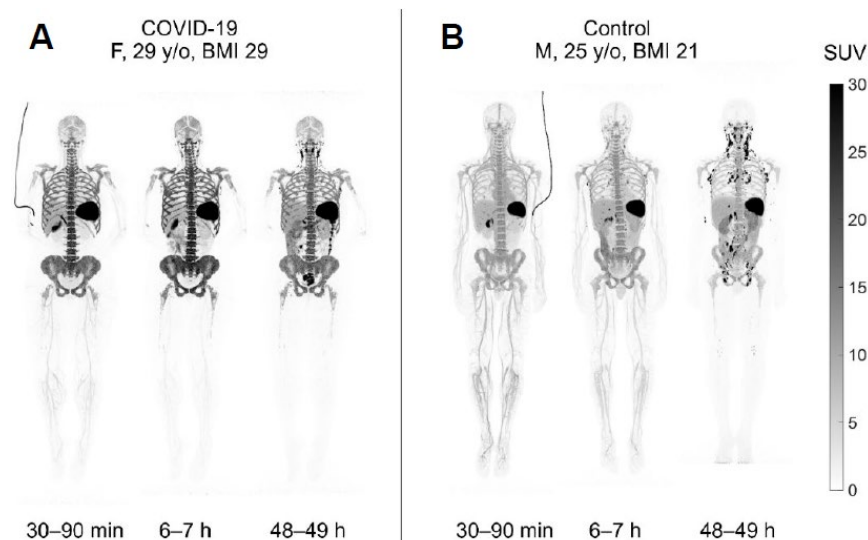 A
COVID-19
F, 29 y/o, BMI 29
30–90 min
6–7 h
48–49 h
B
Control
M, 25 y/o, BMI 21
30–90 min
6–7 h
48–49 h
SUV
30
25
20
15
10
5
0